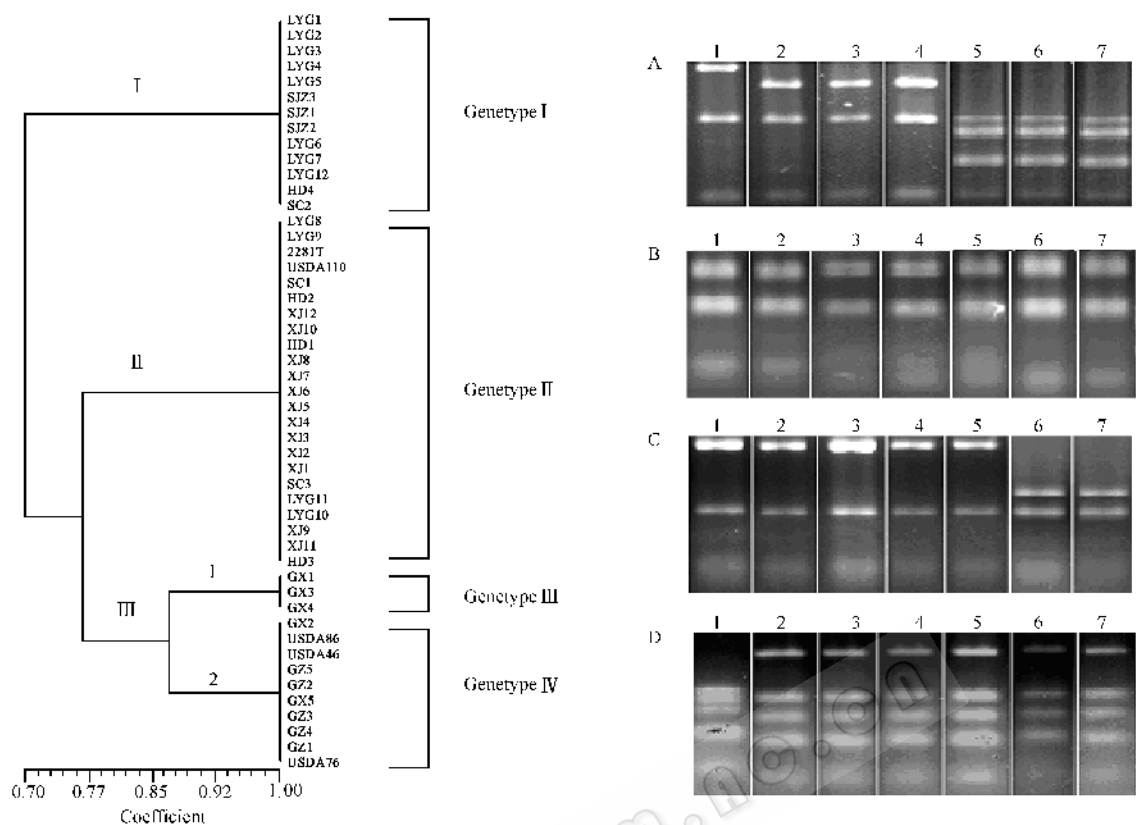 LYG1
LYG2
LYG3
LYG4
LYG5
SJZ3
SJZ1
SJZ2
LYG6
LYG7
LYG12
HD4
SC2
LYG8
LYG9
2281T
USDA110
SC1
HD2
XJ12
XJ10
HD1
XJ8
XJ7
XJ6
XJ5
XJ4
XJ3
XJ2
XJ1
SC3
LYG11
LYG10
XJ9
XJ11
HD3
GX1
GX3
GX4
GX2
USDA86
USDA46
GZ5
GZ2
GX5
GZ3
GZ4
GZ1
USDA76
I
II
III
1
2
Genetype I
Genetype II
Genetype III
Genetype IV
0.70 0.77 0.85 0.92 1.00
Coefficient
A
1 2 3 4 5 6 7
B
1 2 3 4 5 6 7
C
1 2 3 4 5 6 7
D
1 2 3 4 5 6 7